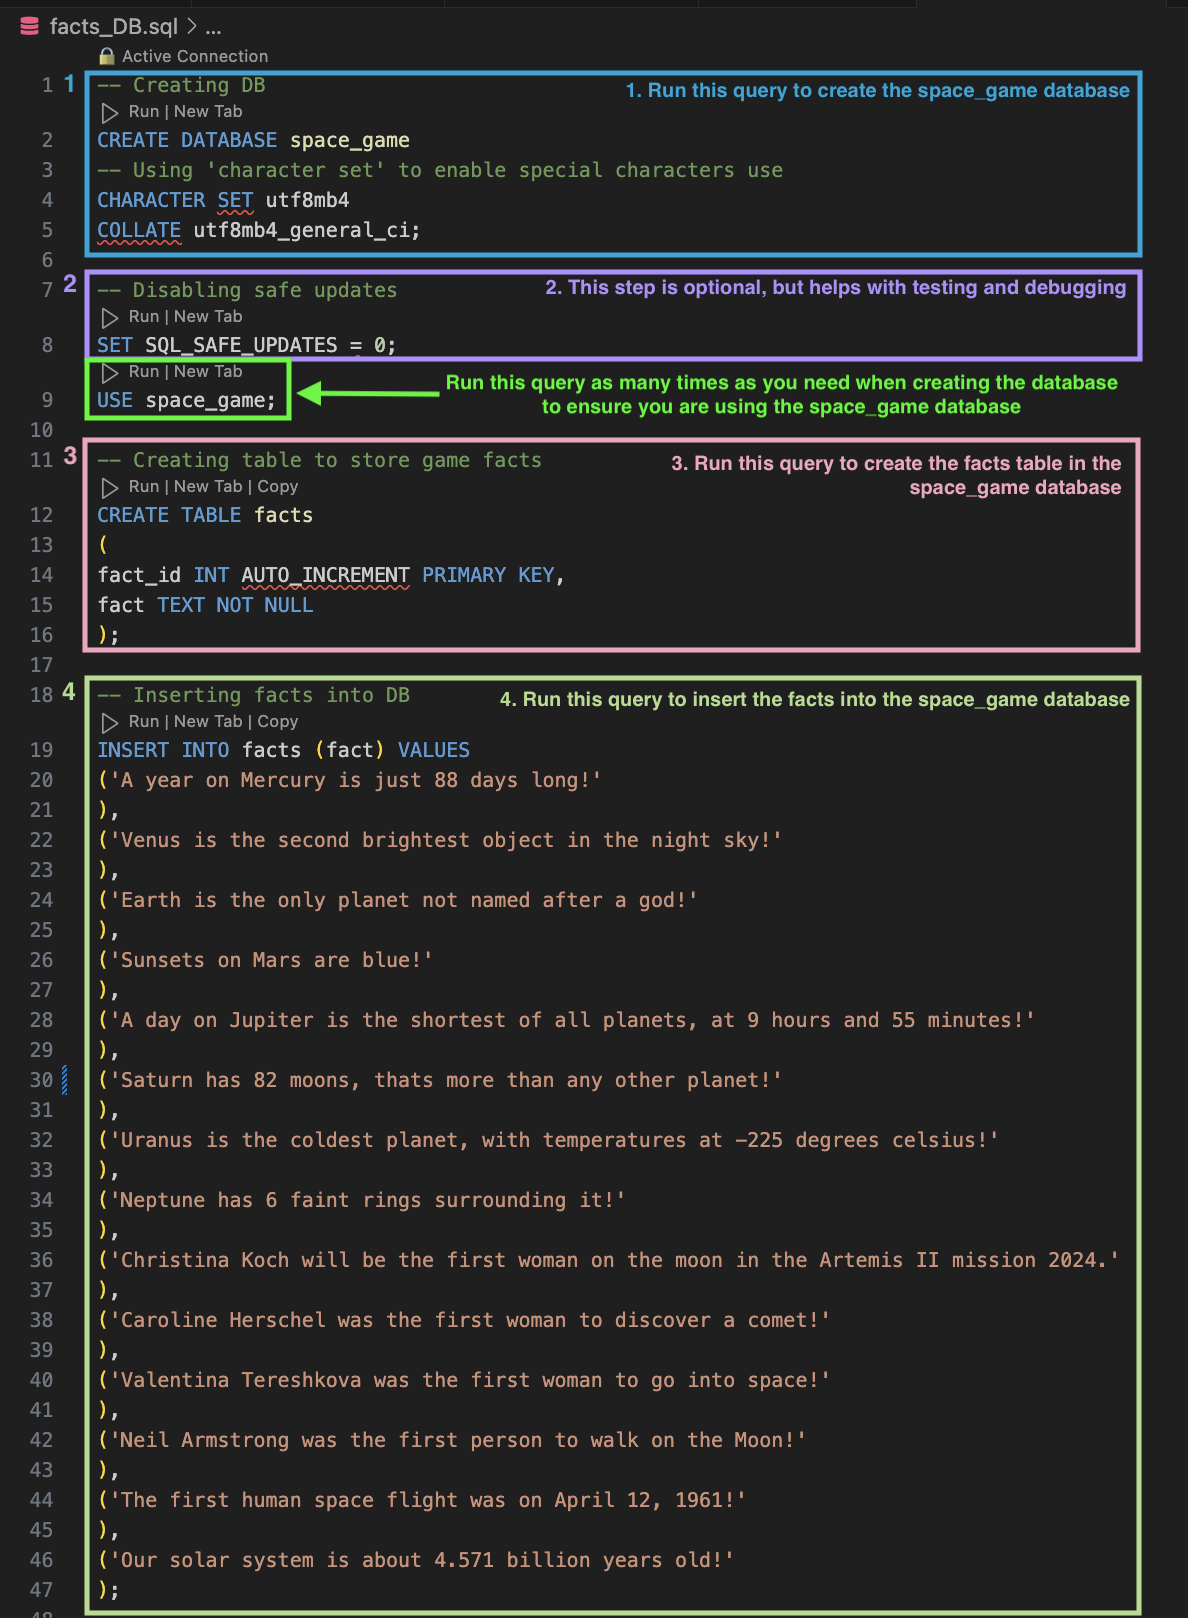 facts_DB.sql > ...
Active Connection
1 1 -- Creating DB 1. Run this query to create the space_game database
Run | New Tab
2 CREATE DATABASE space_game
3 -- Using 'character set' to enable special characters use
4 CHARACTER SET utf8mb4
5 COLLATE utf8mb4_general_ci;
6
7 2 -- Disabling safe updates 2. This step is optional, but helps with testing and debugging
Run | New Tab
8 SET SQL_SAFE_UPDATES = 0;
Run | New Tab
9 USE space_game;
Run this query as many times as you need when creating the database
to ensure you are using the space_game database
10
11 3 -- Creating table to store game facts 3. Run this query to create the facts table in the
space_game database
Run | New Tab | Copy
12 CREATE TABLE facts
13 (
14 fact_id INT AUTO_INCREMENT PRIMARY KEY,
15 fact TEXT NOT NULL
16 );
17
18 4 -- Inserting facts into DB 4. Run this query to insert the facts into the space_game database
Run | New Tab | Copy
19 INSERT INTO facts (fact) VALUES
20 ('A year on Mercury is just 88 days long!'
21 ),
22 ('Venus is the second brightest object in the night sky!'
23 ),
24 ('Earth is the only planet not named after a god!'
25 ),
26 ('Sunsets on Mars are blue!'
27 ),
28 ('A day on Jupiter is the shortest of all planets, at 9 hours and 55 minutes!'
29 ),
30 ('Saturn has 82 moons, thats more than any other planet!'
31 ),
32 ('Uranus is the coldest planet, with temperatures at -225 degrees celsius!'
33 ),
34 ('Neptune has 6 faint rings surrounding it!'
35 ),
36 ('Christina Koch will be the first woman on the moon in the Artemis II mission 2024.'
37 ),
38 ('Caroline Herschel was the first woman to discover a comet!'
39 ),
40 ('Valentina Tereshkova was the first woman to go into space!'
41 ),
42 ('Neil Armstrong was the first person to walk on the Moon!'
43 ),
44 ('The first human space flight was on April 12, 1961!'
45 ),
46 ('Our solar system is about 4.571 billion years old!'
47 );
48